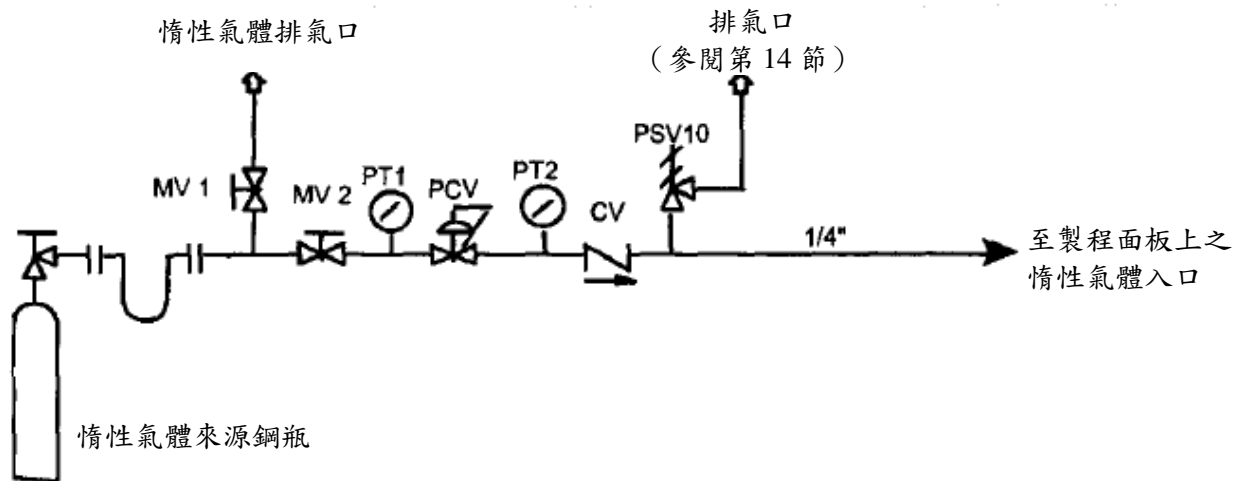 惰性氣體排氣口
排氣口
（參閱第 14 節）
PSV10
MV 1
MV 2
PT1
PCV
PT2
CV
1/4"
至製程面板上之
惰性氣體入口
惰性氣體來源鋼瓶